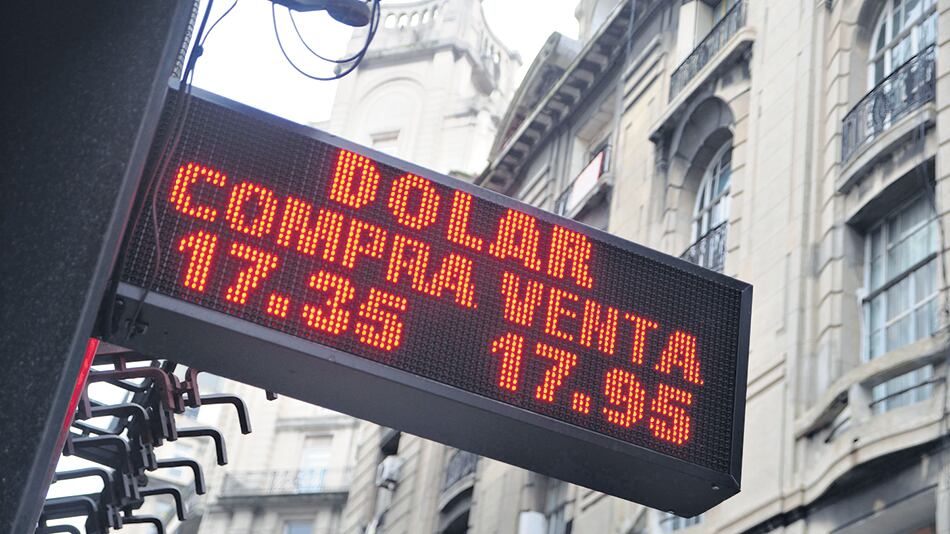 DOLAR
COMPRA VENTA
17.35 17.95